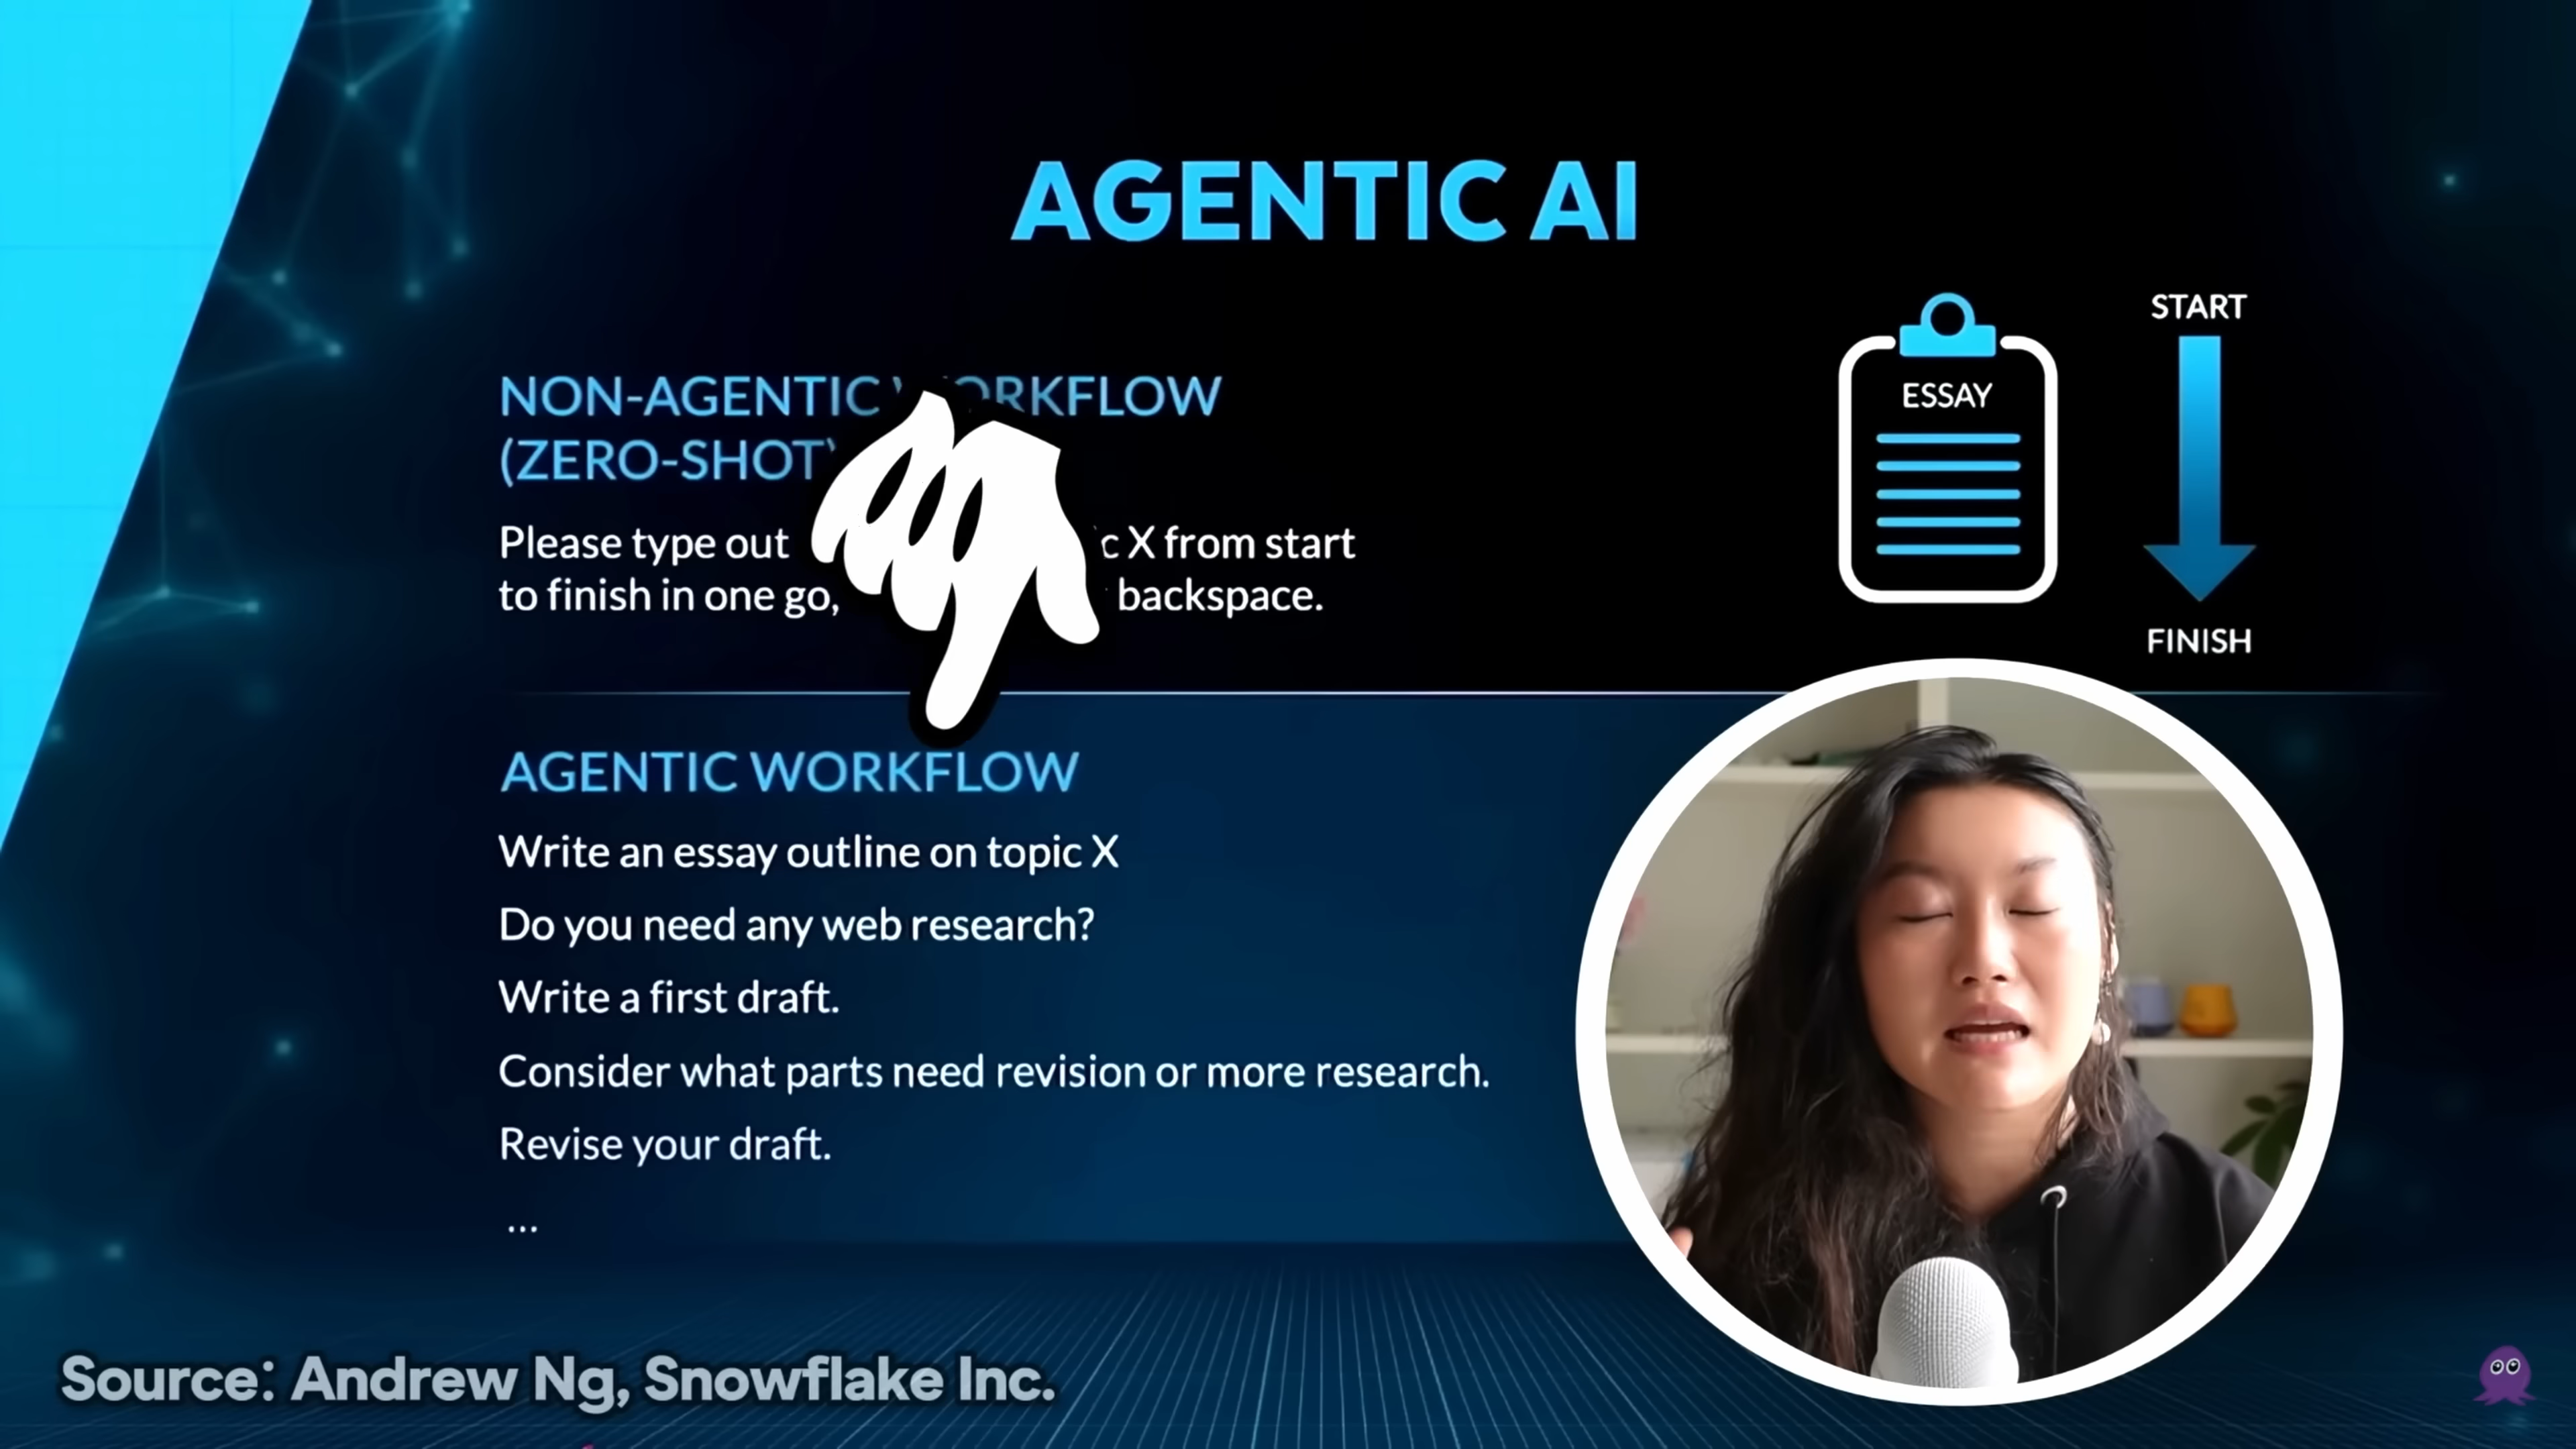 AGENTIC AI
NON-AGENTIC WORKFLOW
(ZERO-SHOT)
Please type out c X from start
to finish in one go, backspace.
ESSAY
START
FINISH
AGENTIC WORKFLOW
Write an essay outline on topic X
Do you need any web research?
Write a first draft.
Consider what parts need revision or more research.
Revise your draft.
...
Source: Andrew Ng, Snowflake Inc.